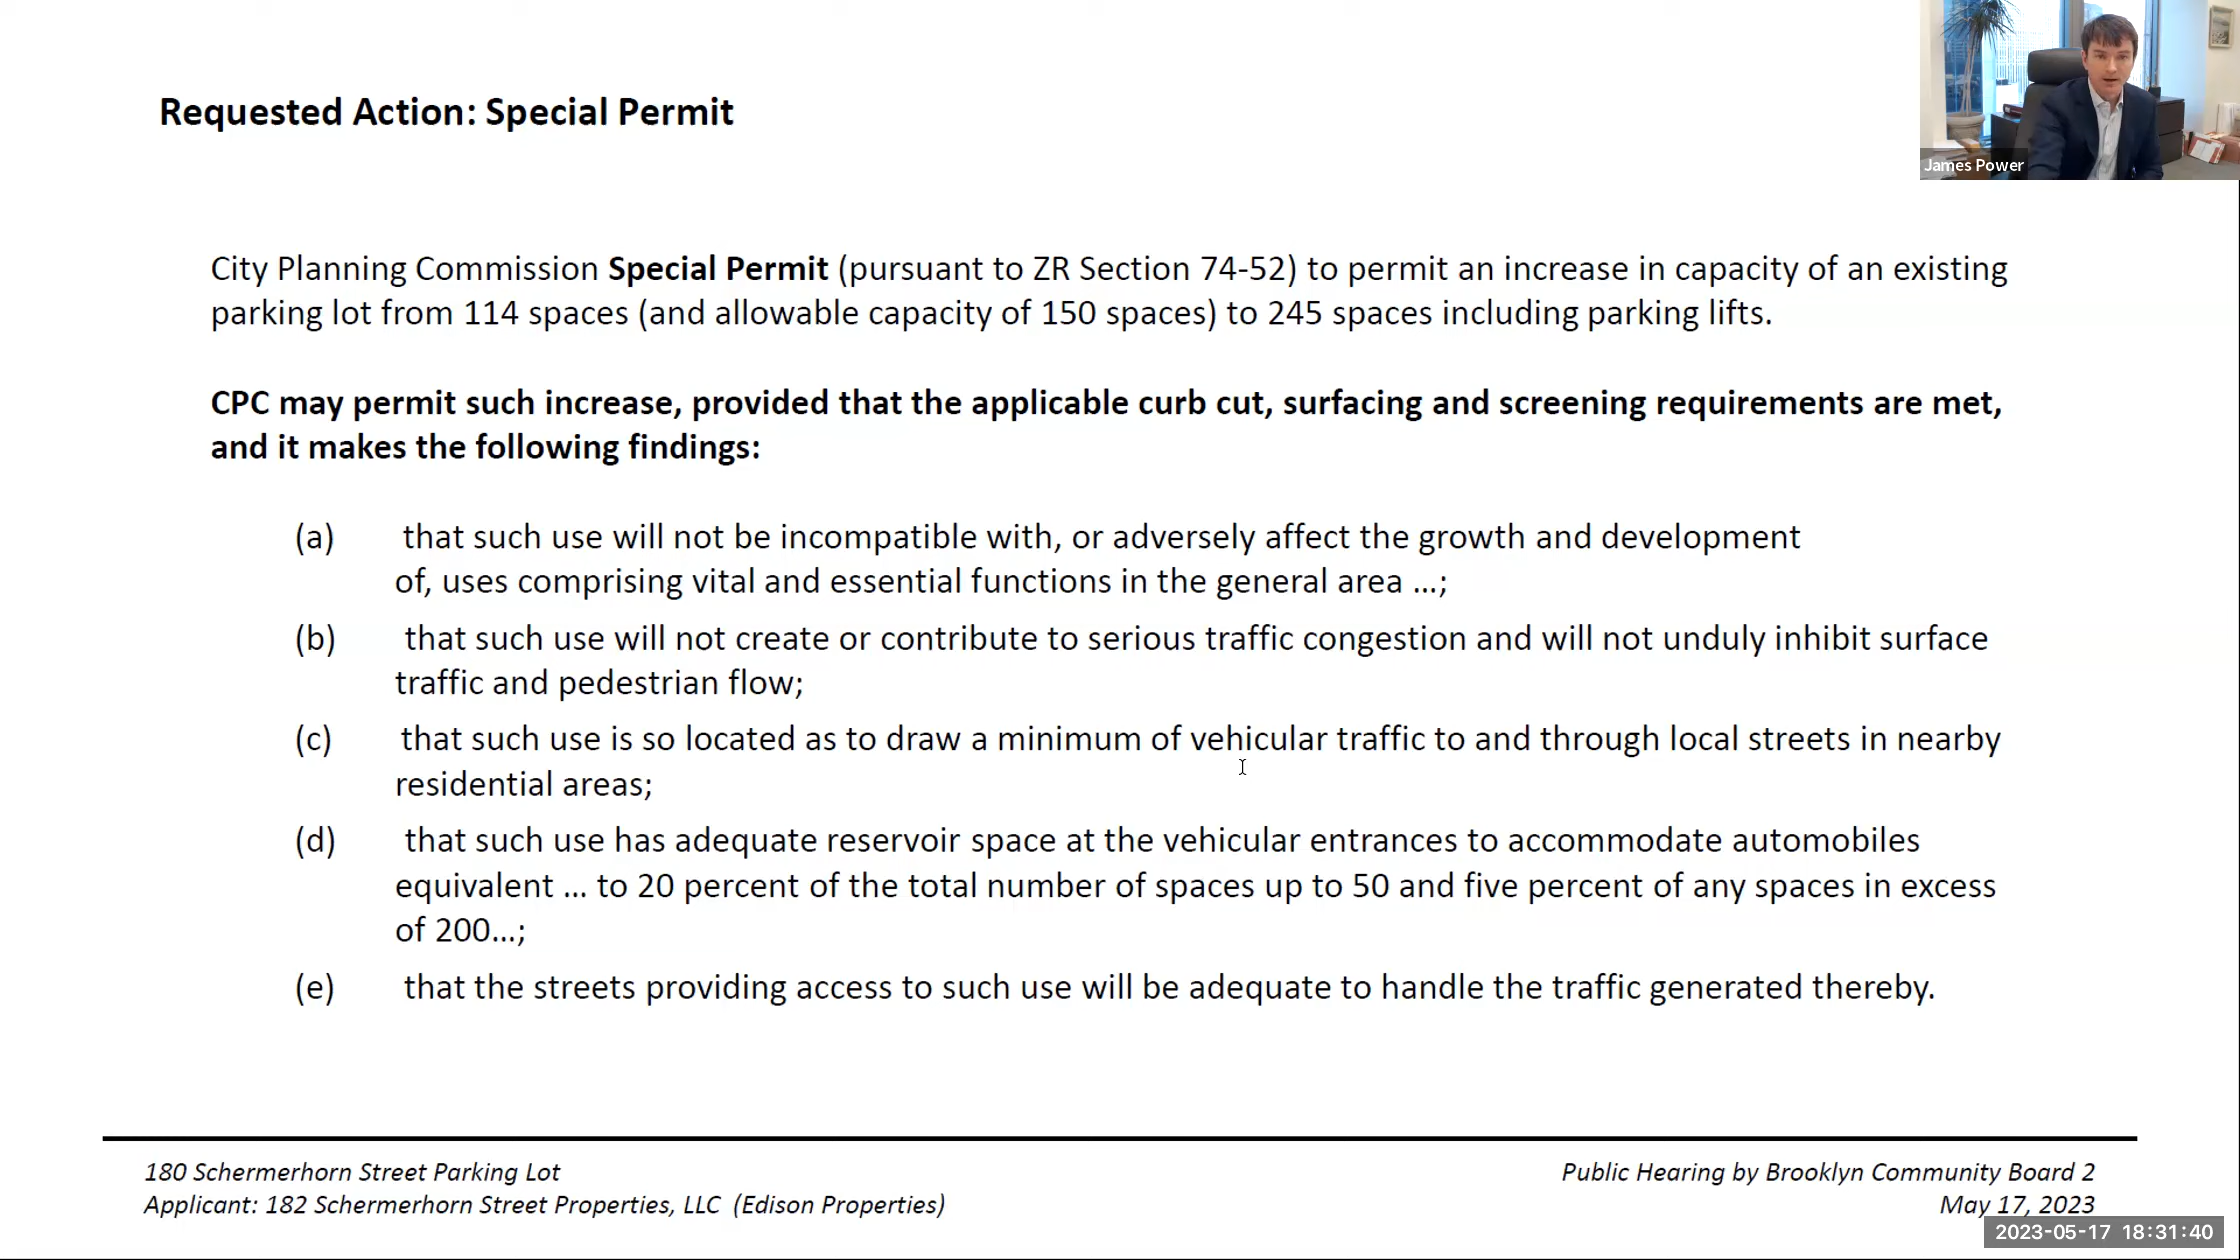 Requested Action: Special Permit
James Power
City Planning Commission Special Permit (pursuant to ZR Section 74-52) to permit an increase in capacity of an existing
parking lot from 114 spaces (and allowable capacity of 150 spaces) to 245 spaces including parking lifts.
CPC may permit such increase, provided that the applicable curb cut, surfacing and screening requirements are met,
and it makes the following findings:
(a) that such use will not be incompatible with, or adversely affect the growth and development
of, uses comprising vital and essential functions in the general area …;
(b) that such use will not create or contribute to serious traffic congestion and will not unduly inhibit surface
traffic and pedestrian flow;
(c) that such use is so located as to draw a minimum of vehicular traffic to and through local streets in nearby
residential areas;
(d) that such use has adequate reservoir space at the vehicular entrances to accommodate automobiles
equivalent … to 20 percent of the total number of spaces up to 50 and five percent of any spaces in excess
of 200…;
(e) that the streets providing access to such use will be adequate to handle the traffic generated thereby.
180 Schermerhorn Street Parking Lot
Applicant: 182 Schermerhorn Street Properties, LLC (Edison Properties)
Public Hearing by Brooklyn Community Board 2
May 17, 2023
2023-05-17 18:31:40